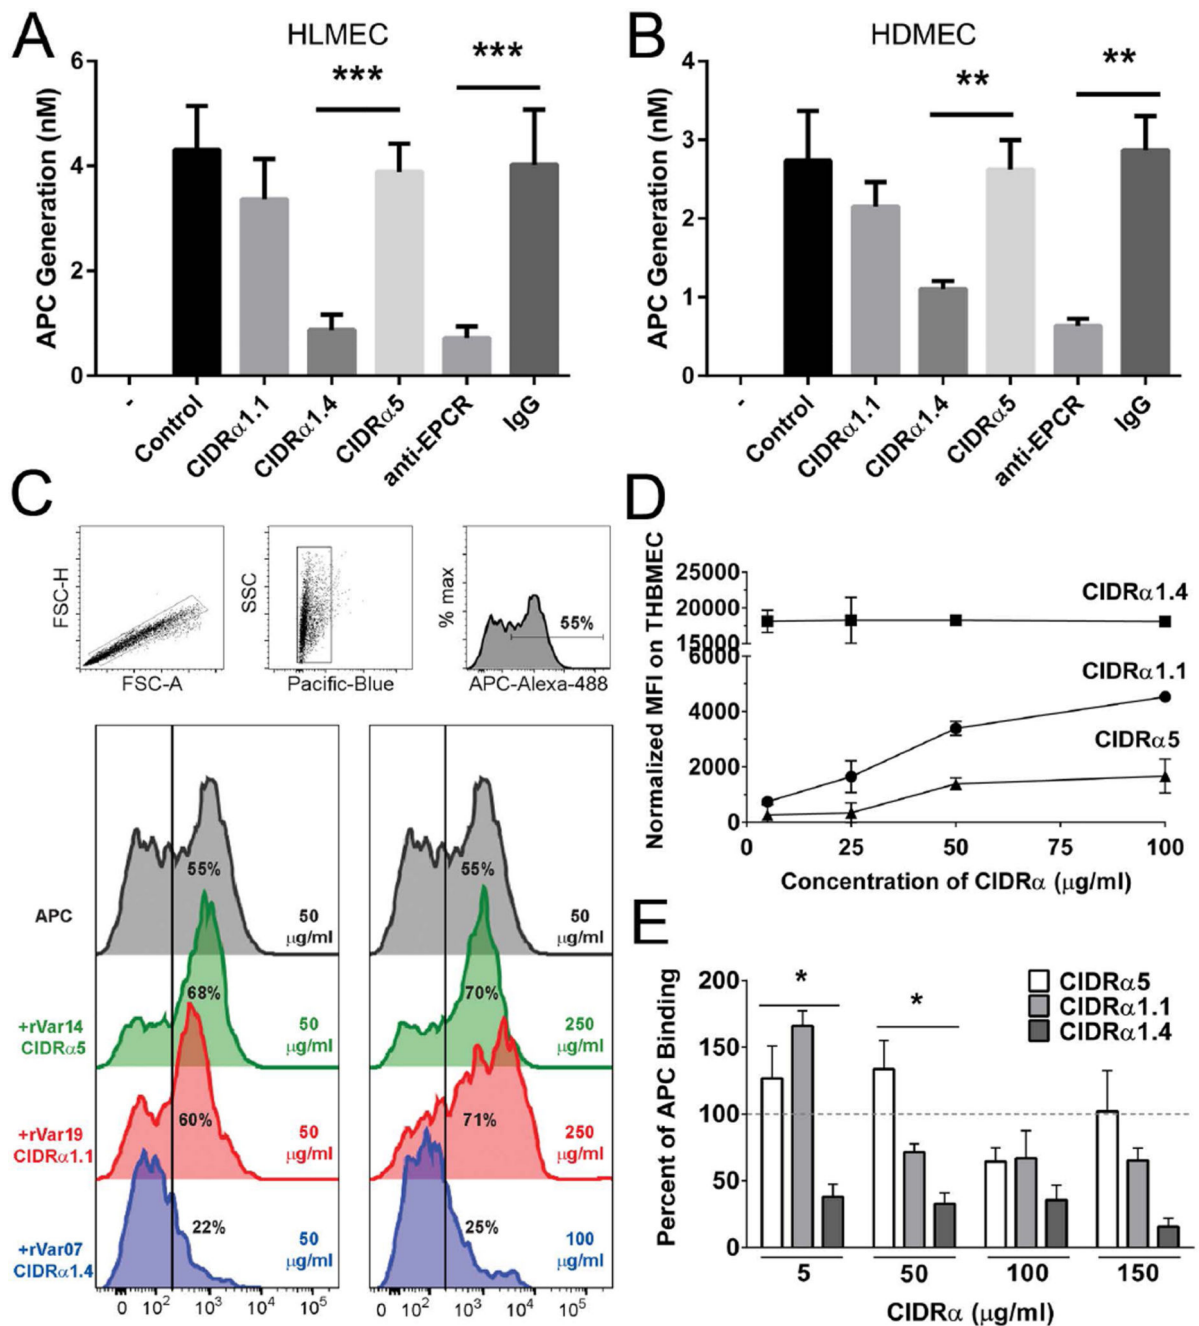 A
HLMEC
APC Generation (nM)
6
4
2
0
***
***
-
Control
CIDRα1.1
CIDRα1.4
CIDRα5
anti-EPCR
IgG
B
HDMEC
APC Generation (nM)
4
3
2
1
0
**
**
-
Control
CIDRα1.1
CIDRα1.4
CIDRα5
anti-EPCR
IgG
C
FSC-H
FSC-A
SSC
Pacific-Blue
% max
55%
APC-Alexa-488
APC
55%
50
μg/ml
55%
50
μg/ml
+rVar14
CIDRα5
68%
50
μg/ml
70%
250
μg/ml
+rVar19
CIDRα1.1
60%
50
μg/ml
71%
250
μg/ml
+rVar07
CIDRα1.4
22%
50
μg/ml
25%
100
μg/ml
0 10² 10³ 10⁴ 10⁵
0 10² 10³ 10⁴ 10⁵
D
Normalized MFI on THBMEC
25000
20000
15000
6000
4000
2000
0
CIDRα1.4
CIDRα1.1
CIDRα5
0 25 50 75 100
Concentration of CIDRα (μg/ml)
E
Percent of APC Binding
200
150
100
50
0
*
*
CIDRα5
CIDRα1.1
CIDRα1.4
5 50 100 150
CIDRα (μg/ml)